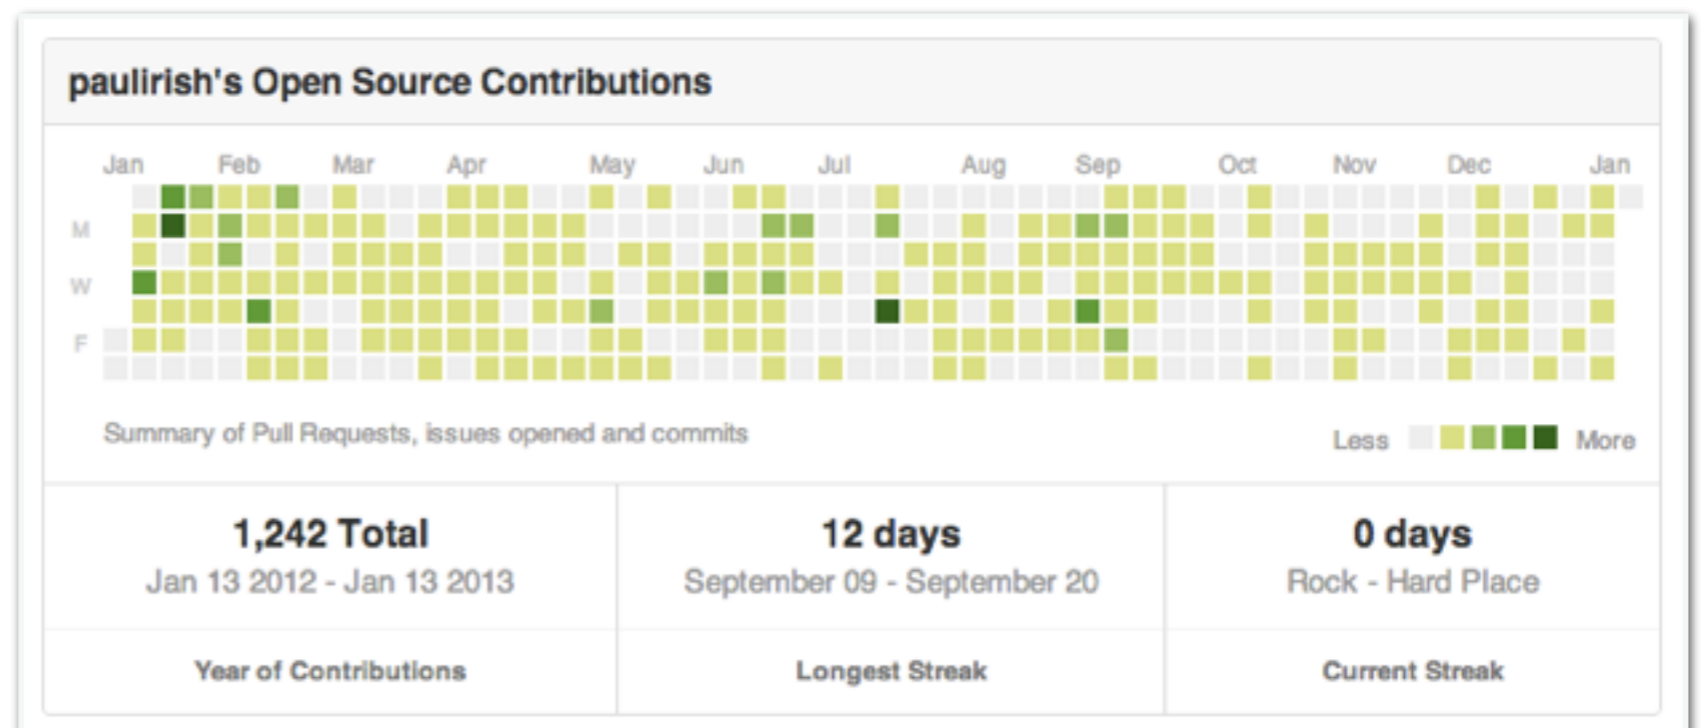 paulirish's Open Source Contributions
Jan Feb Mar Apr May Jun Jul Aug Sep Oct Nov Dec Jan
M
W
F
Summary of Pull Requests, issues opened and commits
Less More
1,242 Total
Jan 13 2012 - Jan 13 2013
Year of Contributions
12 days
September 09 - September 20
Longest Streak
0 days
Rock - Hard Place
Current Streak